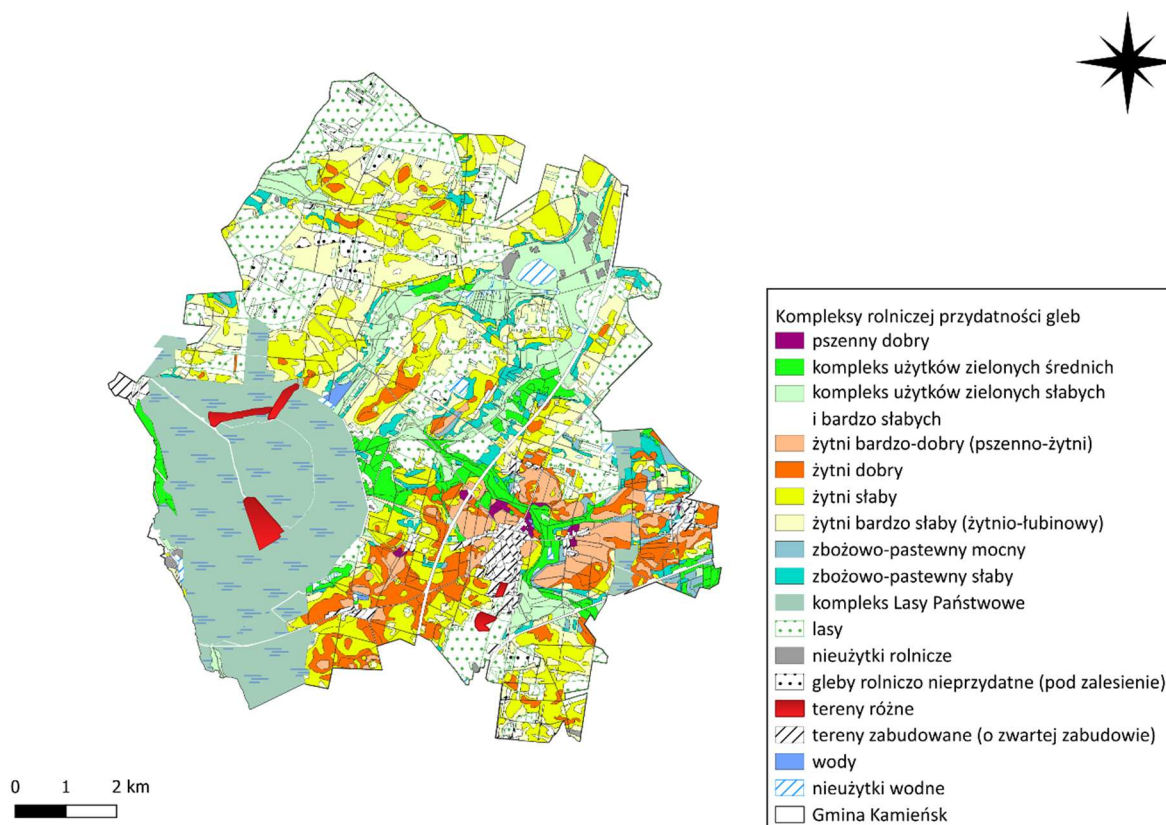 Kompleksy rolniczej przydatności gleb
pszenny dobry
kompleks użytków zielonych średnich
kompleks użytków zielonych słabych
i bardzo słabych
żytni bardzo-dobry (pszenno-żytni)
żytni dobry
żytni słaby
żytni bardzo słaby (żytnio-łubinowy)
zbożowo-pastewny mocny
zbożowo-pastewny słaby
kompleks Lasy Państwowe
lasy
nieużytki rolnicze
gleby rolniczo nieprzydatne (pod zalesienie)
tereny różne
tereny zabudowane (o zwartej zabudowie)
wody
nieużytki wodne
Gmina Kamieńsk
0 1 2 km